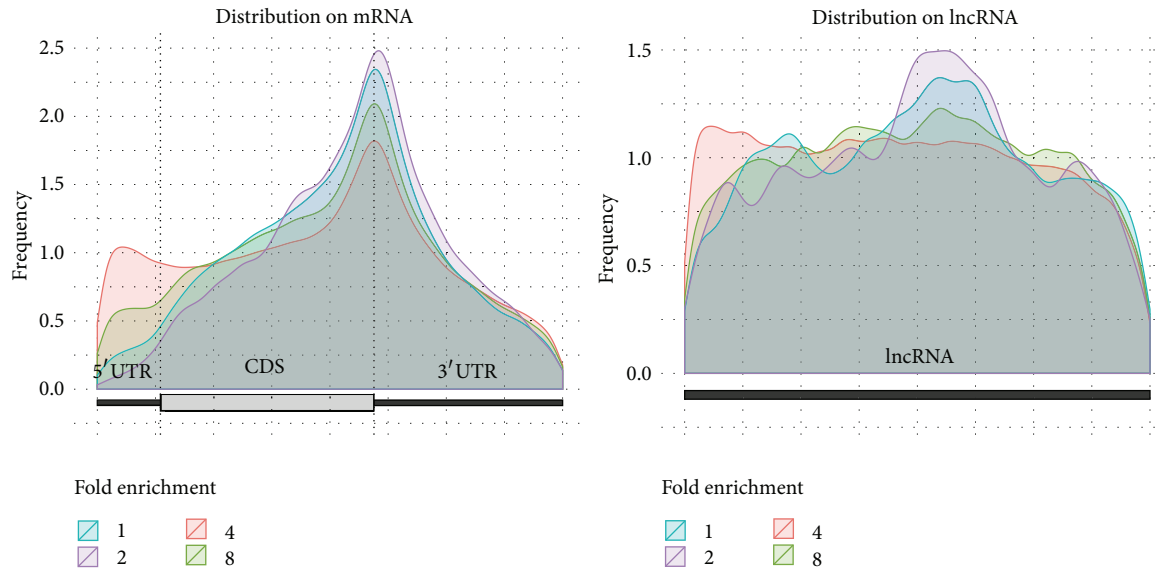 Distribution on mRNA
2.5
2.0
1.5
1.0
0.5
0.0
Frequency
5′UTR
CDS
3′UTR
Fold enrichment
1
4
2
8
Distribution on lncRNA
1.5
1.0
0.5
0.0
Frequency
lncRNA
Fold enrichment
1
4
2
8